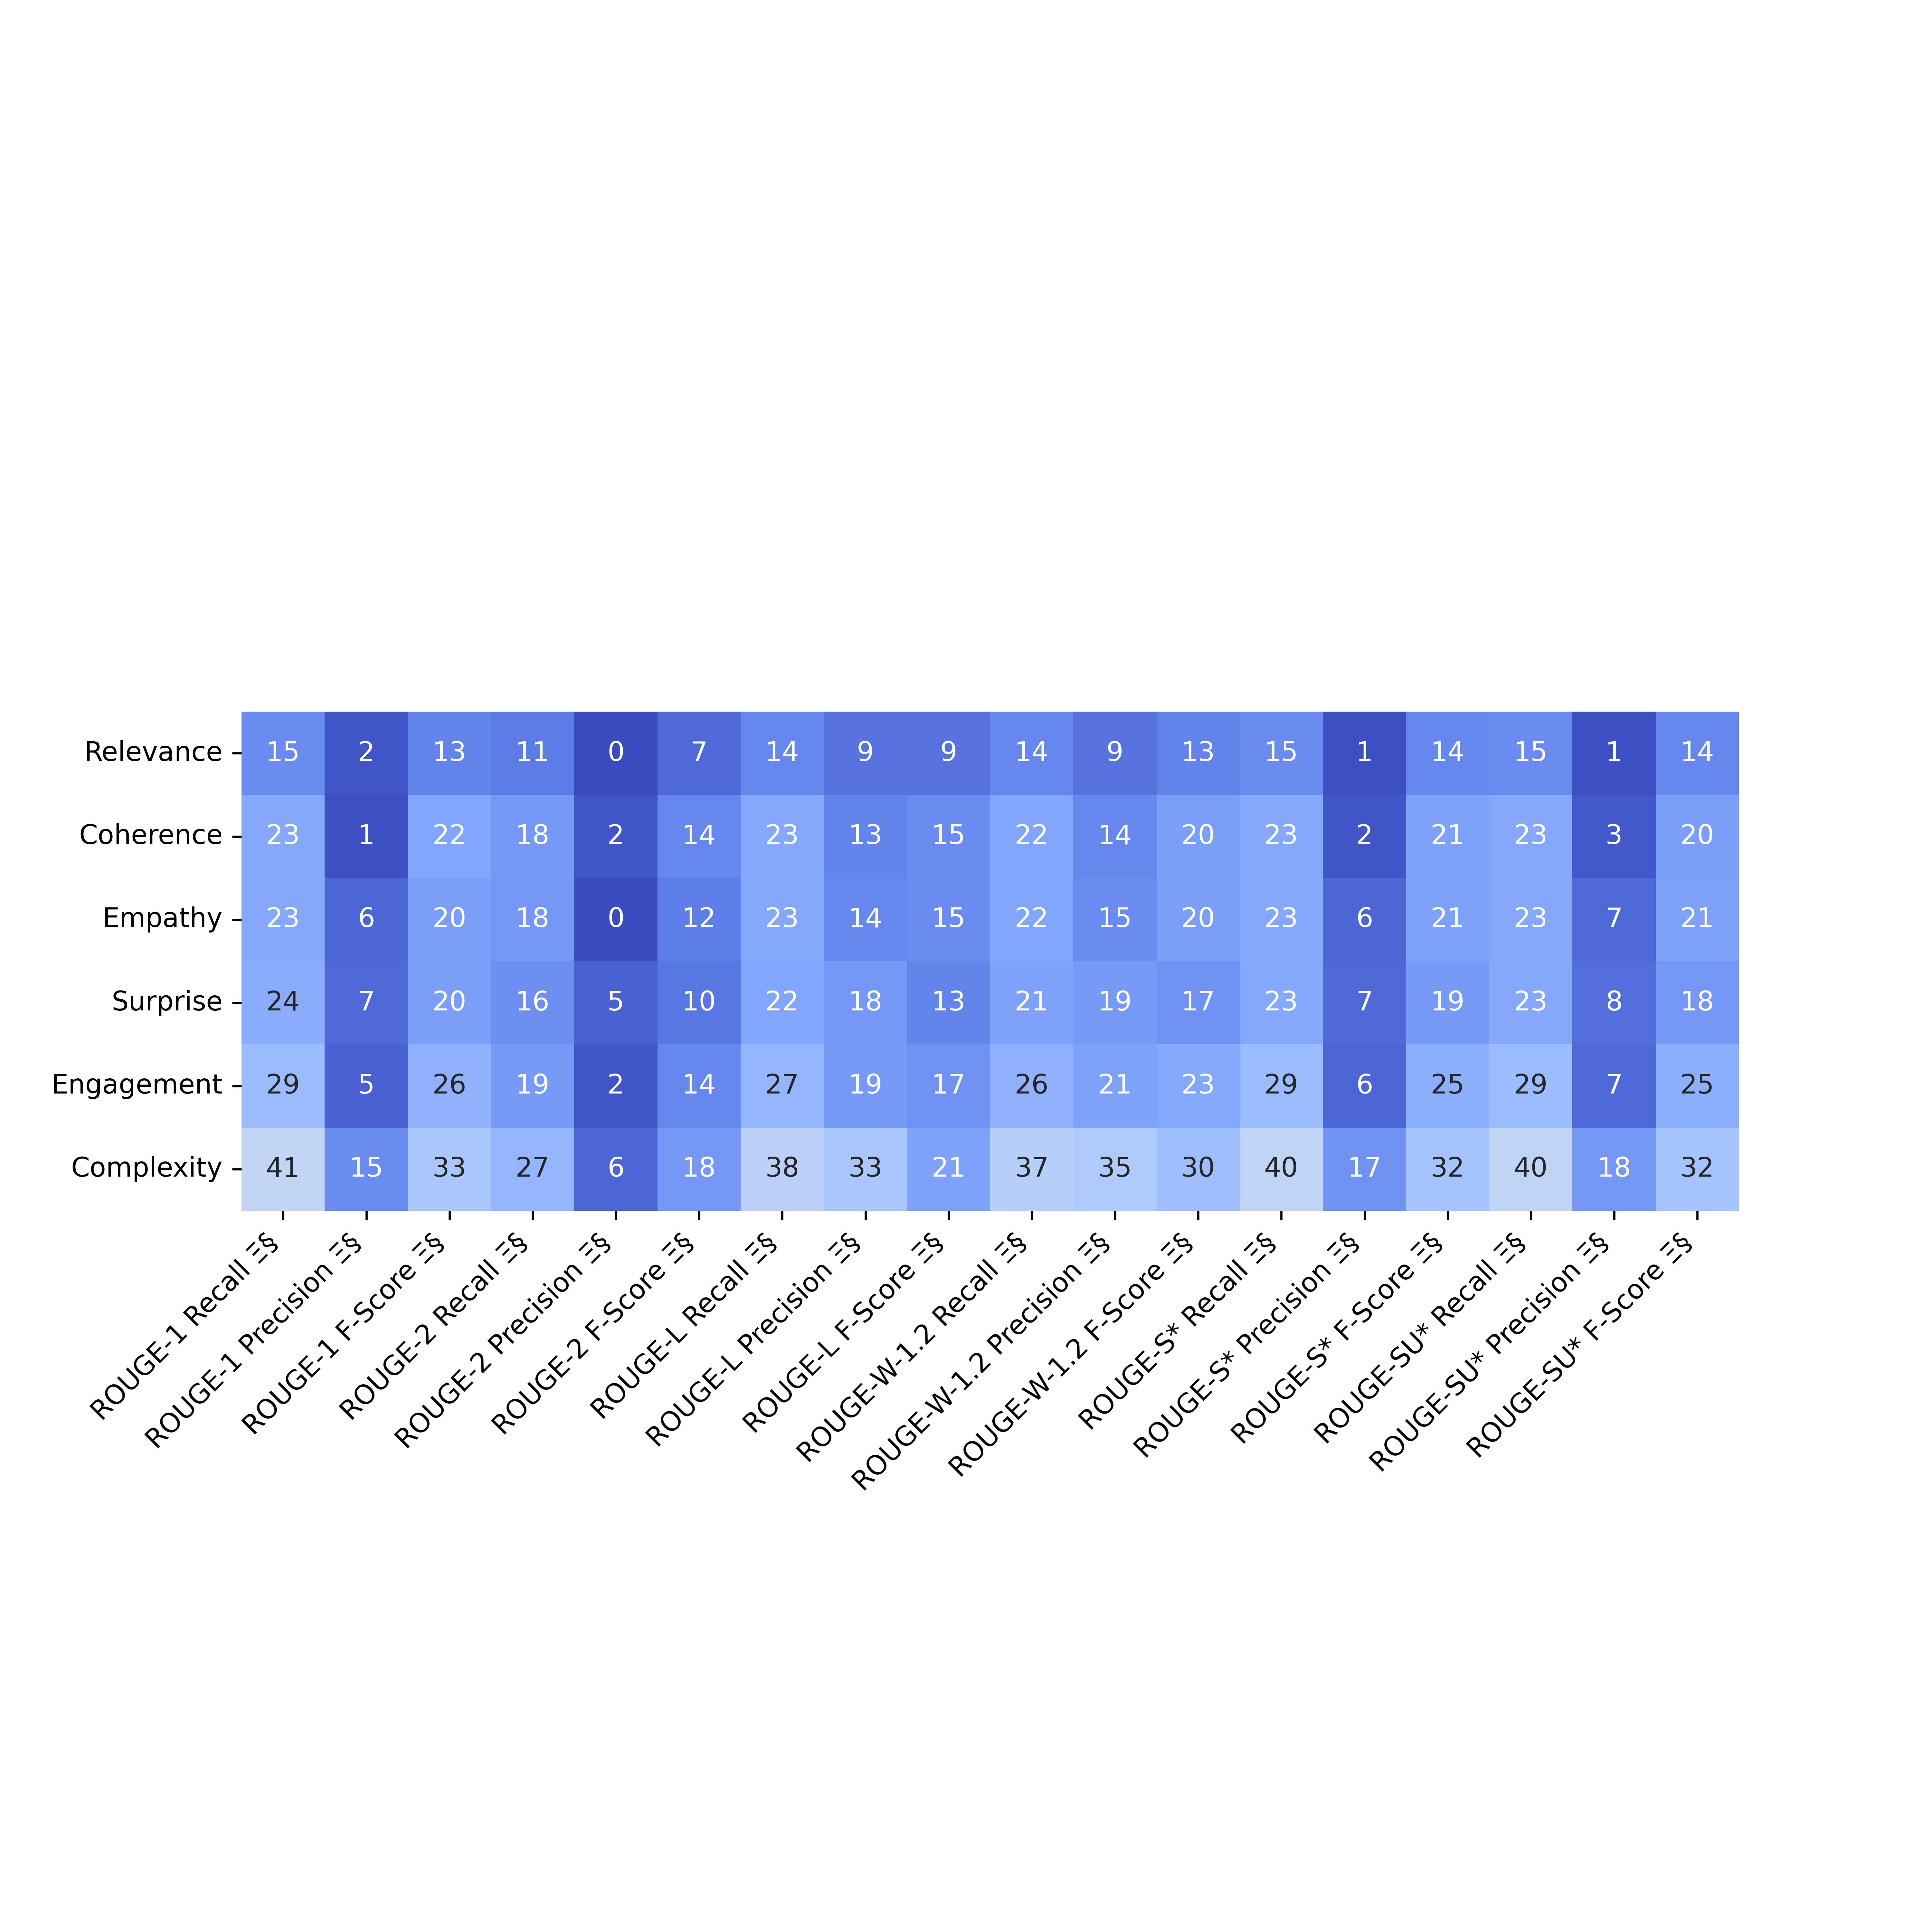 Relevance 15 2 13 11 0 7 14 9 9 14 9 13 15 1 14 15 1 14
Coherence 23 1 22 18 2 14 23 13 15 22 14 20 23 2 21 23 3 20
Empathy 23 6 20 18 0 12 23 14 15 22 15 20 23 6 21 23 7 21
Surprise 24 7 20 16 5 10 22 18 13 21 19 17 23 7 19 23 8 18
Engagement 29 5 26 19 2 14 27 19 17 26 21 23 29 6 25 29 7 25
Complexity 41 15 33 27 6 18 38 33 21 37 35 30 40 17 32 40 18 32
ROUGE-1 Recall Ξ§
ROUGE-1 Precision Ξ§
ROUGE-1 F-Score Ξ§
ROUGE-2 Recall Ξ§
ROUGE-2 Precision Ξ§
ROUGE-2 F-Score Ξ§
ROUGE-L Recall Ξ§
ROUGE-L Precision Ξ§
ROUGE-L F-Score Ξ§
ROUGE-W-1.2 Recall Ξ§
ROUGE-W-1.2 Precision Ξ§
ROUGE-W-1.2 F-Score Ξ§
ROUGE-S* Recall Ξ§
ROUGE-S* Precision Ξ§
ROUGE-S* F-Score Ξ§
ROUGE-SU* Recall Ξ§
ROUGE-SU* Precision Ξ§
ROUGE-SU* F-Score Ξ§